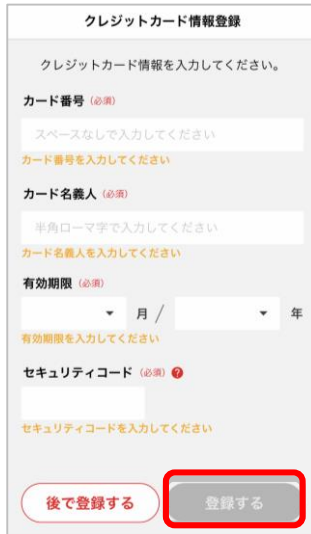 クレジットカード情報登録
クレジットカード情報を入力してください。
カード番号 (必須)
スペースなしで入力してください
カード番号を入力してください
カード名義人 (必須)
半角ローマ字で入力してください
カード名義人を入力してください
有効期限 (必須)
月 / 年
有効期限を入力してください
セキュリティコード (必須) ?
セキュリティコードを入力してください
後で登録する 登録する